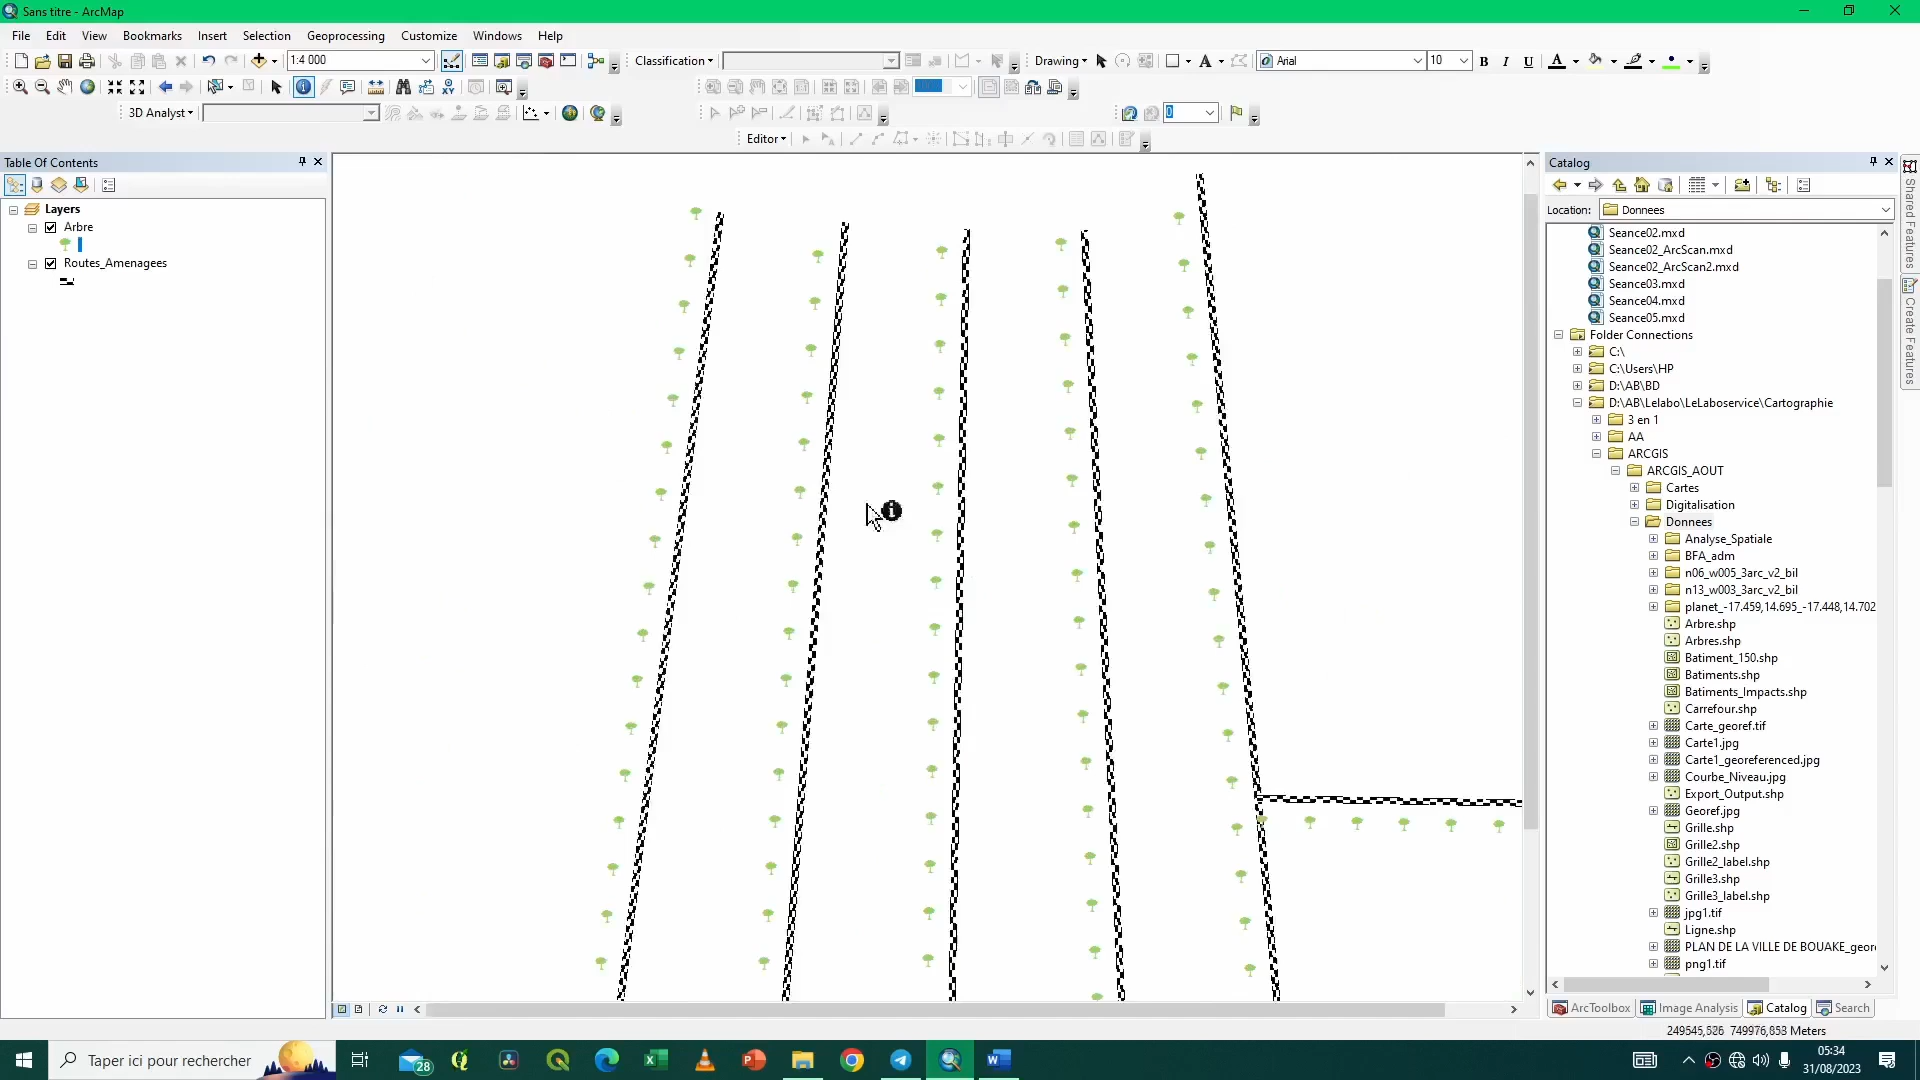 Sans titre - ArcMap
File Edit View Bookmarks Insert Selection Geoprocessing Customize Windows Help
1:4 000 Classification Drawing A Arial 10 B I U A
3D Analyst 0
Editor
Table Of Contents
Layers
Arbre
Routes_Amenagees
Catalog
Location: Donnees
Seance02.mxd
Seance02_ArcScan.mxd
Seance02_ArcScan2.mxd
Seance03.mxd
Seance04.mxd
Seance05.mxd
Folder Connections
C:\
C:\Users\HP
D:\AB\BD
D:\AB\Lelabo\LeLaboservice\Cartographie
3 en 1
AA
ARCGIS
ARCGIS_AOUT
Cartes
Digitalisation
Donnees
Analyse_Spatiale
BFA_adm
n06_w005_3arc_v2_bil
n13_w003_3arc_v2_bil
planet_-17.459,14.695_-17.448,14.702
Arbre.shp
Arbres.shp
Batiment_150.shp
Batiments.shp
Batiments_Impacts.shp
Carrefour.shp
Carte_georef.tif
Carte1.jpg
Carte1_georeferenced.jpg
Courbe_Niveau.jpg
Export_Output.shp
Georef.jpg
Grille.shp
Grille2.shp
Grille2_label.shp
Grille3.shp
Grille3_label.shp
jpg1.tif
Ligne.shp
PLAN DE LA VILLE DE BOUAKE_geor
png1.tif
Shared Features
Create Features
ArcToolbox Image Analysis Catalog Search
249545,526 749976,853 Meters
Taper ici pour rechercher
28
05:34
31/08/2023